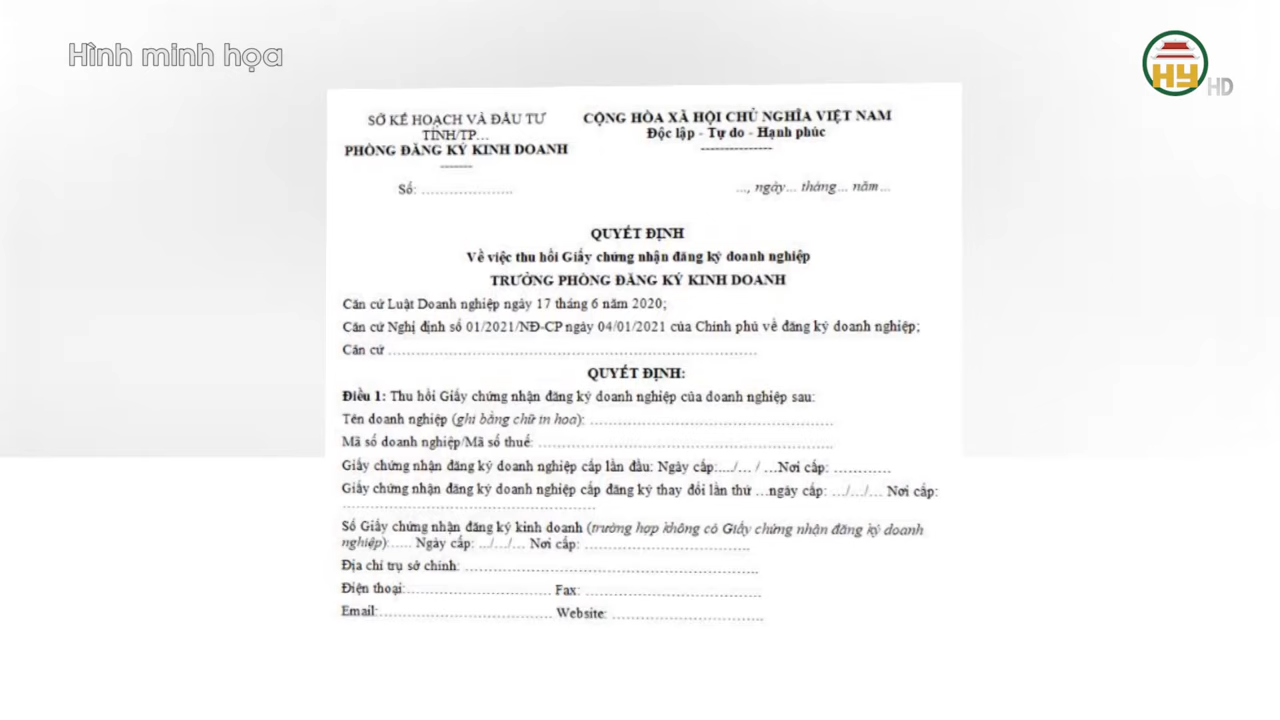 Hình minh họa
HY HD
SỞ KẾ HOẠCH VÀ ĐẦU TƯ
TỈNH/TP...
PHÒNG ĐĂNG KÝ KINH DOANH
-------
CỘNG HÒA XÃ HỘI CHỦ NGHĨA VIỆT NAM
Độc lập - Tự do - Hạnh phúc
---------------
Số: .....................
..., ngày... tháng... năm ...
QUYẾT ĐỊNH
Về việc thu hồi Giấy chứng nhận đăng ký doanh nghiệp
TRƯỞNG PHÒNG ĐĂNG KÝ KINH DOANH
Căn cứ Luật Doanh nghiệp ngày 17 tháng 6 năm 2020;
Căn cứ Nghị định số 01/2021/NĐ-CP ngày 04/01/2021 của Chính phủ về đăng ký doanh nghiệp;
Căn cứ ..............................................................................
QUYẾT ĐỊNH:
Điều 1: Thu hồi Giấy chứng nhận đăng ký doanh nghiệp của doanh nghiệp sau:
Tên doanh nghiệp (ghi bằng chữ in hoa): ....................................................
Mã số doanh nghiệp/Mã số thuế: ...............................................................
Giấy chứng nhận đăng ký doanh nghiệp cấp lần đầu: Ngày cấp:.../... / ...Nơi cấp: ............
Giấy chứng nhận đăng ký doanh nghiệp cấp đăng ký thay đổi lần thứ ...ngày cấp: .../.../... Nơi cấp:
.......................................................
Số Giấy chứng nhận đăng ký kinh doanh (trường hợp không có Giấy chứng nhận đăng ký doanh
nghiệp):..... Ngày cấp: .../.../... Nơi cấp: ...................................
Địa chỉ trụ sở chính: ..............................................................
Điện thoại:................................ Fax: ......................................
Email:...................................... Website: ................................